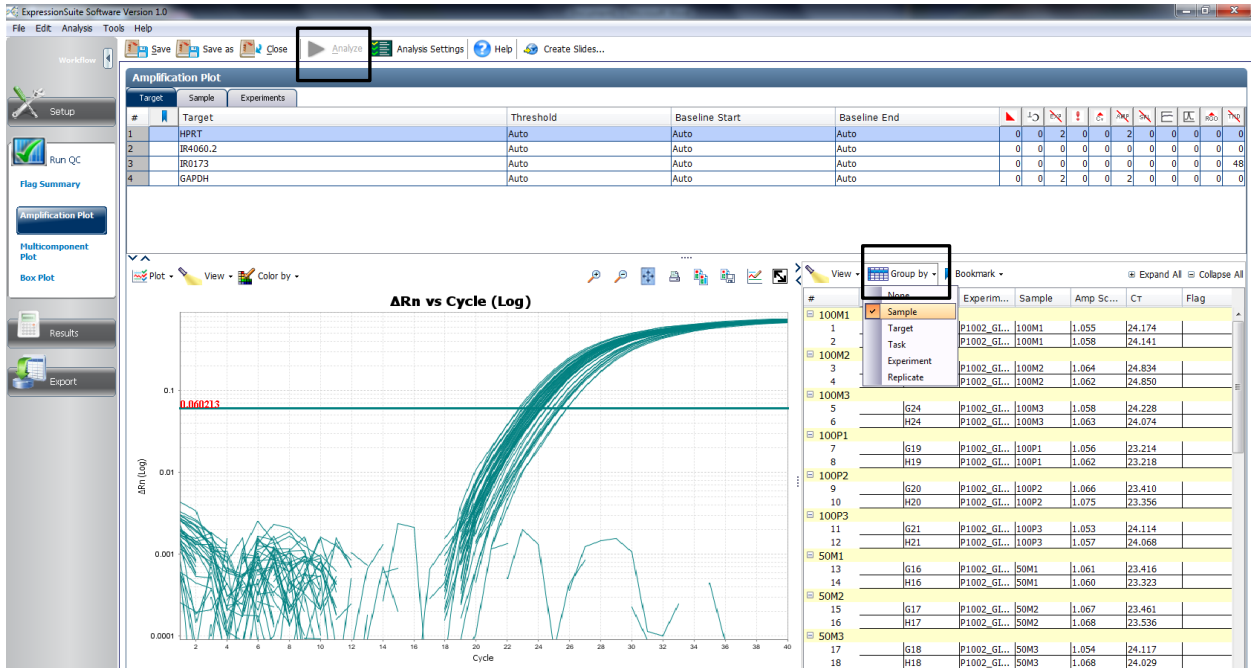 ExpressionSuite Software Version 1.0
File Edit Analysis Tools Help
Save Save as Close Analyze Analysis Settings Help Create Slides...
Workflow
Setup
Run QC
Flag Summary
Amplification Plot
Multicomponent
Plot
Box Plot
Results
Export
Amplification Plot
Target Sample Experiments
# Target Threshold Baseline Start Baseline End EXP CT AMP RGO
1 HPRT Auto Auto Auto 0 0 2 0 0 2 0 0 0 0 0
2 IR4060.2 Auto Auto Auto 0 0 0 0 0 0 0 0 0 0 0
3 IR0173 Auto Auto Auto 0 0 0 0 0 0 0 0 0 0 48
4 GAPDH Auto Auto Auto 0 0 2 0 0 2 0 0 0 0 0
Plot View Color by
ΔRn vs Cycle (Log)
0.1
0.060213
0.01
0.001
0.0001
ΔRn (Log)
2 4 6 8 10 12 14 16 18 20 22 24 26 28 30 32 34 36 38 40
Cycle
View Group by Bookmark Expand All Collapse All
None
Sample
Target
Task
Experiment
Replicate
# Experim... Sample Amp Sc... CT Flag
100M1
1 P1002_GI... 100M1 1.055 24.174
2 P1002_GI... 100M1 1.058 24.141
100M2
3 P1002_GI... 100M2 1.064 24.834
4 P1002_GI... 100M2 1.062 24.850
100M3
5 G24 P1002_GI... 100M3 1.058 24.228
6 H24 P1002_GI... 100M3 1.063 24.074
100P1
7 G19 P1002_GI... 100P1 1.056 23.214
8 H19 P1002_GI... 100P1 1.062 23.218
100P2
9 G20 P1002_GI... 100P2 1.066 23.410
10 H20 P1002_GI... 100P2 1.075 23.356
100P3
11 G21 P1002_GI... 100P3 1.053 24.114
12 H21 P1002_GI... 100P3 1.057 24.068
50M1
13 G16 P1002_GI... 50M1 1.061 23.416
14 H16 P1002_GI... 50M1 1.060 23.323
50M2
15 G17 P1002_GI... 50M2 1.067 23.461
16 H17 P1002_GI... 50M2 1.068 23.536
50M3
17 G18 P1002_GI... 50M3 1.054 24.117
18 H18 P1002_GI... 50M3 1.068 24.029